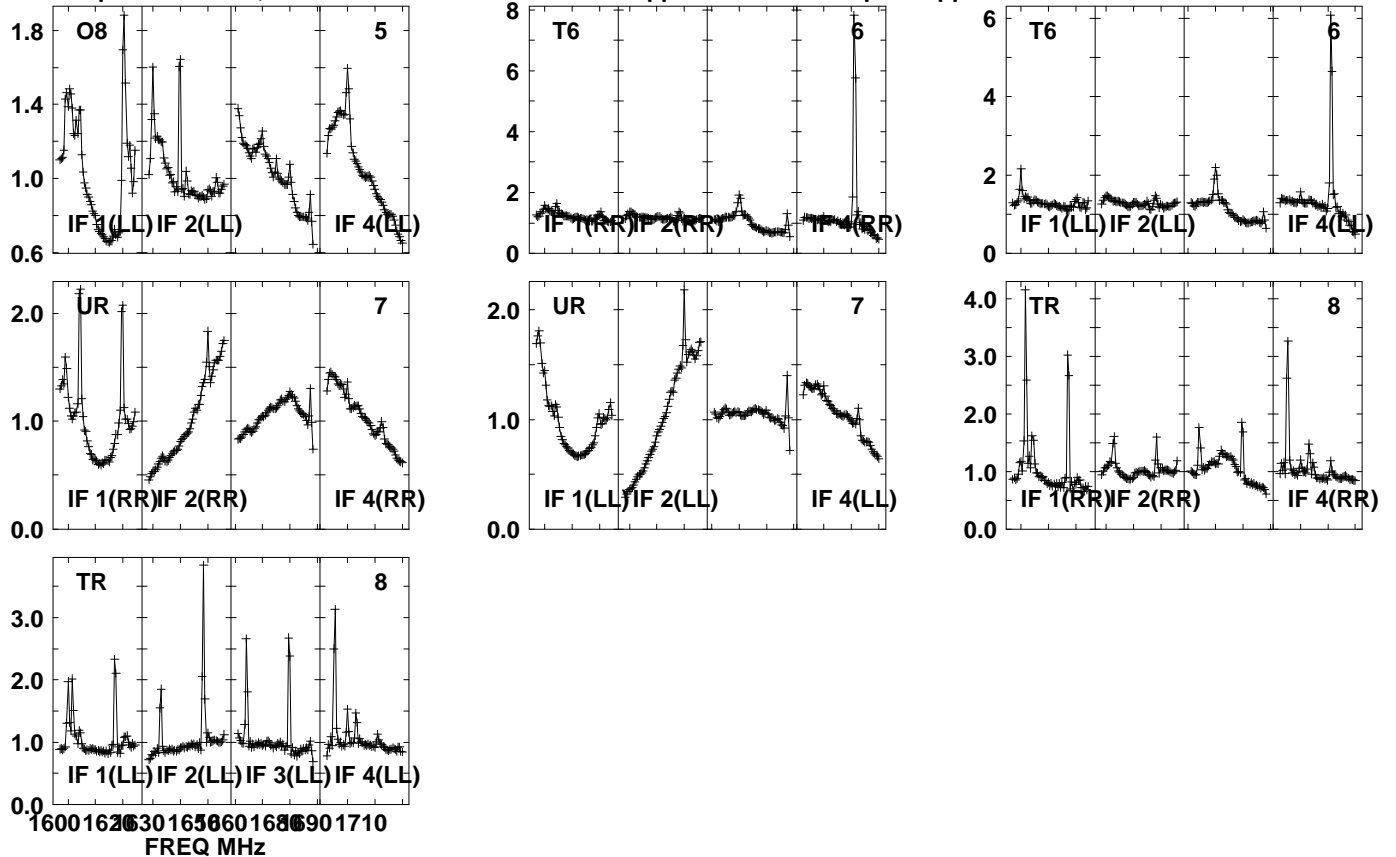 O8 5
1.8
1.4
1.0
0.6
IF 1(LL) IF 2(LL) IF 4(LL)
T6 6
8
6
4
2
0
IF 1(RR) IF 2(RR) IF 4(RR)
T6 6
6
4
2
0
IF 1(LL) IF 2(LL) IF 4(LL)
UR 7
2.0
1.0
0.0
IF 1(RR) IF 2(RR) IF 4(RR)
UR 7
2.0
1.0
0.0
IF 1(LL) IF 2(LL) IF 4(LL)
TR 8
4.0
3.0
2.0
1.0
0.0
IF 1(RR) IF 2(RR) IF 4(RR)
TR 8
3.0
2.0
1.0
0.0
IF 1(LL) IF 2(LL) IF 3(LL) IF 4(LL)
1600 1630 1690 1710
FREQ MHz